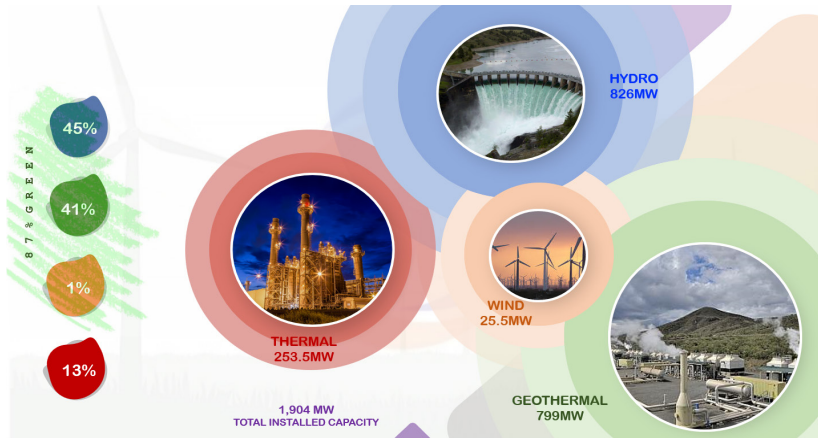 87% GREEN
45%
41%
1%
13%
HYDRO
826MW
THERMAL
253.5MW
WIND
25.5MW
GEOTHERMAL
799MW
1,904 MW
TOTAL INSTALLED CAPACITY